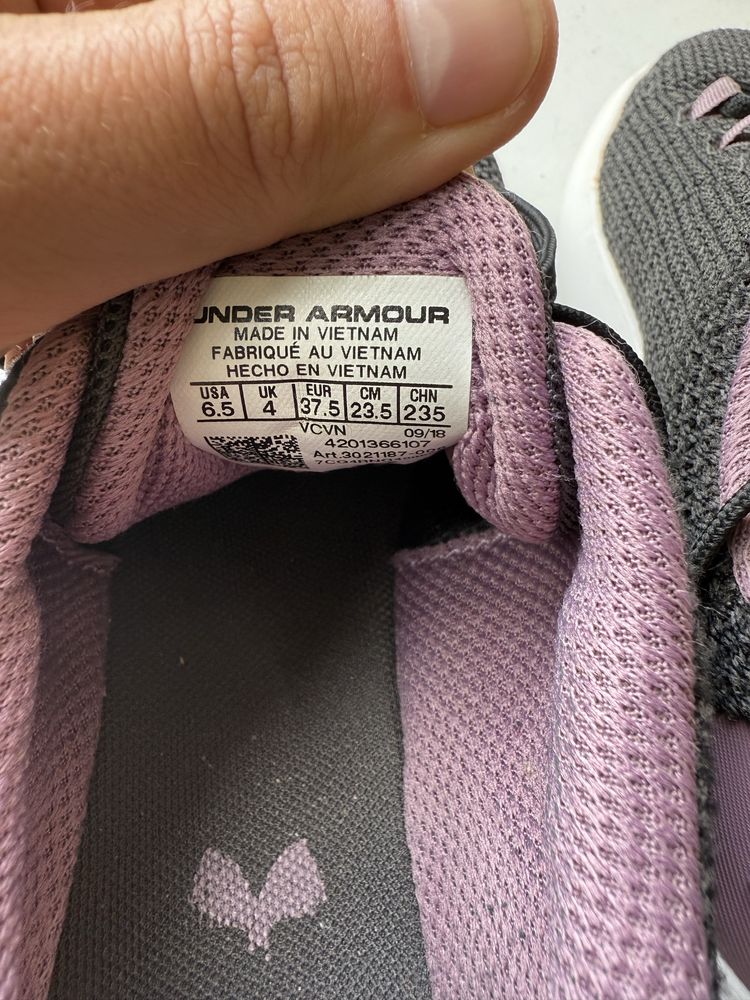 UNDER ARMOUR
MADE IN VIETNAM
FABRIQUÉ AU VIETNAM
HECHO EN VIETNAM
USA UK EUR CM CHN
6.5 4 37.5 23.5 235
VCVN 09/18
4201366107